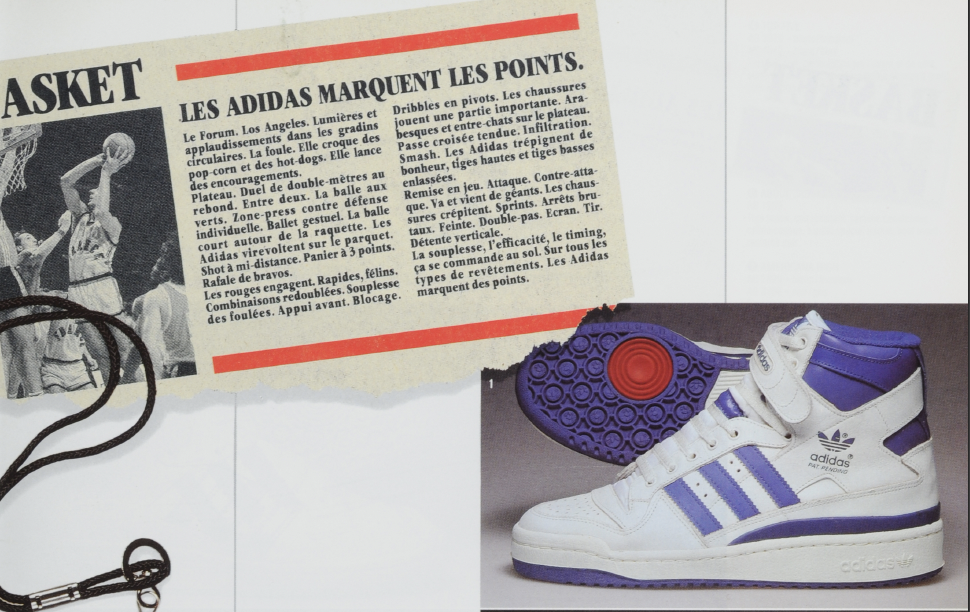 ASKET
LES ADIDAS MARQUENT LES POINTS.
Le Forum. Los Angeles. Lumières et
applaudissements dans les gradins
circulaires. La foule. Elle croque des
pop-corn et des hot-dogs. Elle lance
des encouragements.
Plateau. Duel de double-mètres au
rebond. Entre deux. La balle aux
verts. Zone-press contre défense
individuelle. Ballet gestuel. La balle
court autour de la raquette. Les
Adidas virevoltent sur le parquet.
Shot à mi-distance. Panier à 3 points.
Rafale de bravos.
Les rouges engagent. Rapides, félins.
Combinaisons redoublées. Souplesse
des foulées. Appui avant. Blocage.
Dribbles en pivots. Les chaussures
jouent une partie importante. Ara-
besques et entre-chats sur le plateau.
Passe croisée tendue. Infiltration.
Smash. Les Adidas trépignent de
bonheur, tiges hautes et tiges basses
enlassées.
Remise en jeu. Attaque. Contre-atta-
que. Va et vient de géants. Les chaus-
sures crépitent. Sprints. Arrêts bru-
taux. Feinte. Double-pas. Ecran. Tir.
Détente verticale.
La souplesse, l'efficacité, le timing,
ça se commande au sol. Sur tous les
types de revêtements. Les Adidas
marquent des points.
1
adidas
adidas®
PAT. PENDING
adidas